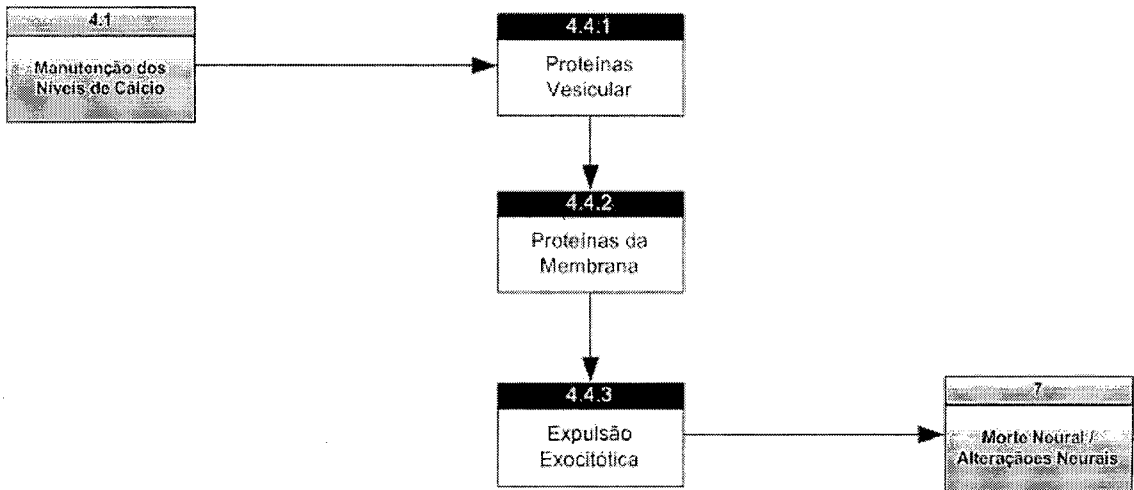 4.1
Manutenção dos
Níveis de Cálcio
4.4.1
Proteínas
Vesicular
4.4.2
Proteínas da
Membrana
4.4.3
Expulsão
Exocitótica
7
Morte Neural /
Alteraçãoes Neurais